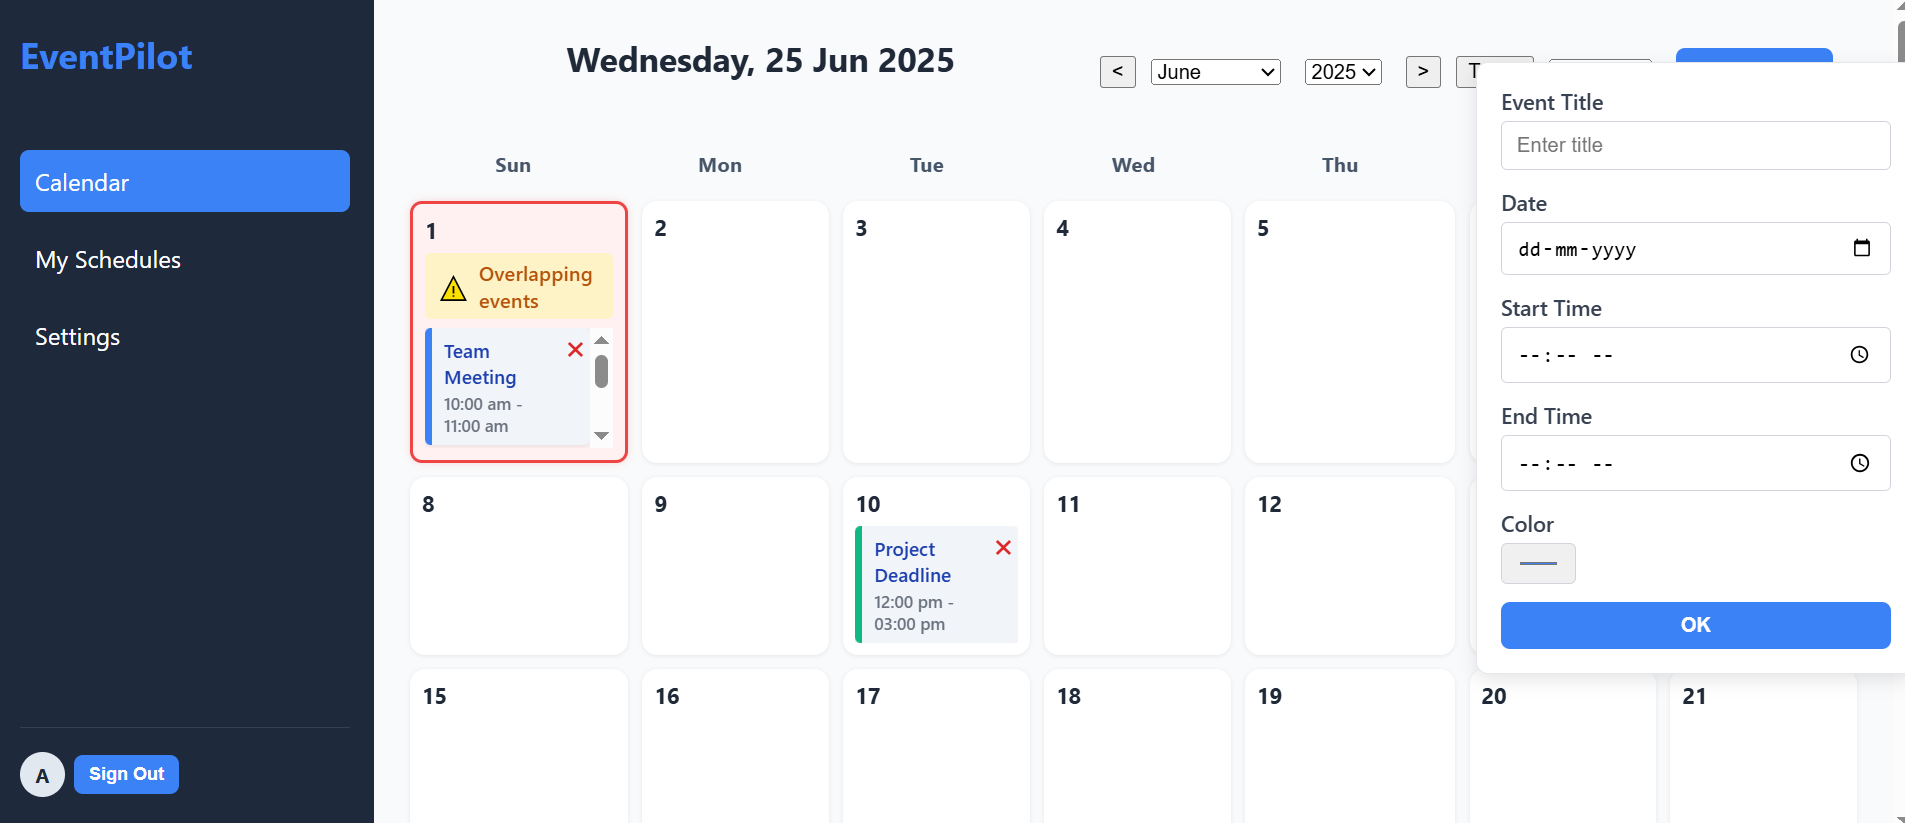 EventPilot
Calendar
My Schedules
Settings
A
Sign Out
Wednesday, 25 Jun 2025
<
June
2025
>
Sun
Mon
Tue
Wed
Thu
1
Overlapping
events
Team
Meeting
10:00 am -
11:00 am
2
3
4
5
8
9
10
Project
Deadline
12:00 pm -
03:00 pm
11
12
15
16
17
18
19
20
21
Event Title
Enter title
Date
dd-mm-yyyy
Start Time
--:-- --
End Time
--:-- --
Color
OK